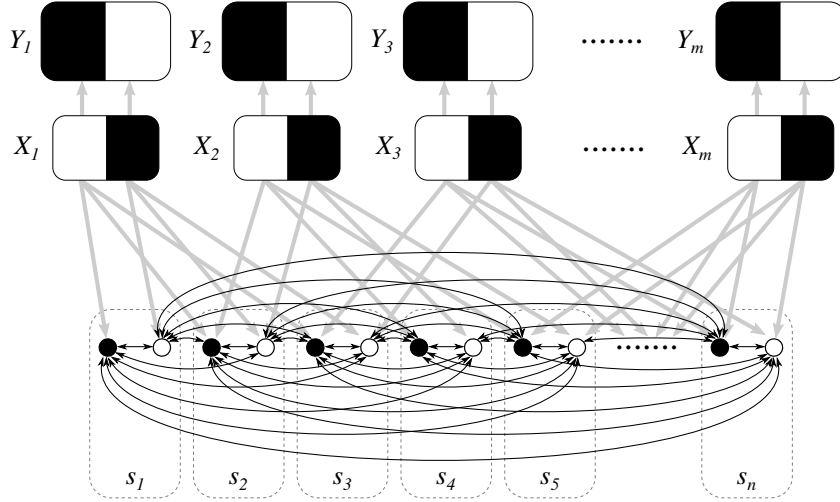 Y1 Y2 Y3 ....... Ym
X1 X2 X3 ....... Xm
.......
s1 s2 s3 s4 s5 sn